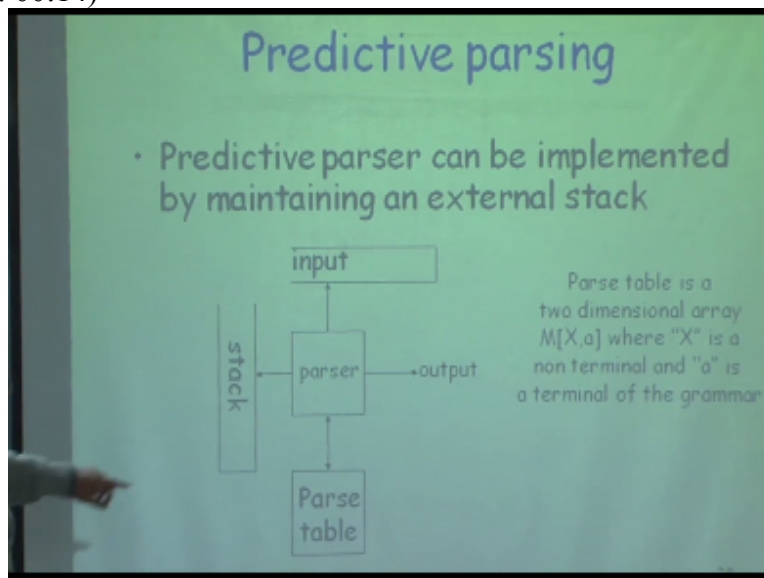 Predictive parsing
• Predictive parser can be implemented
by maintaining an external stack
input
stack
parser
output
Parse
table
Parse table is a
two dimensional array
M[X,a] where "X" is a
non terminal and "a" is
a terminal of the grammar